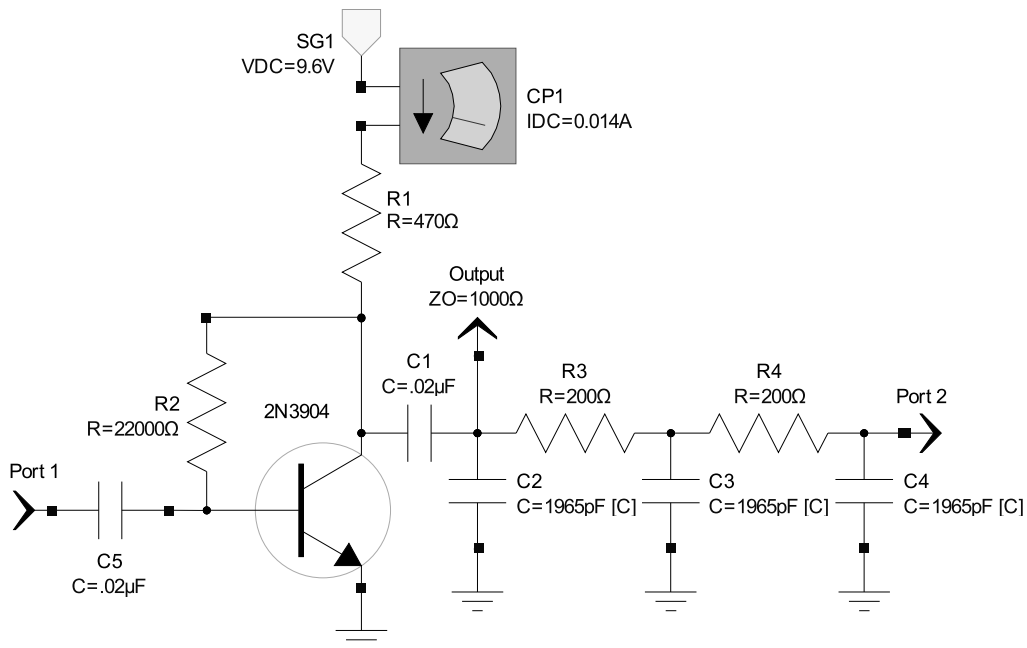 SG1
VDC=9.6V
CP1
IDC=0.014A
R1
R=470Ω
Output
ZO=1000Ω
C1
C=.02µF
R3
R=200Ω
R4
R=200Ω
Port 2
R2
R=22000Ω
2N3904
Port 1
C5
C=.02µF
C2
C=1965pF [C]
C3
C=1965pF [C]
C4
C=1965pF [C]